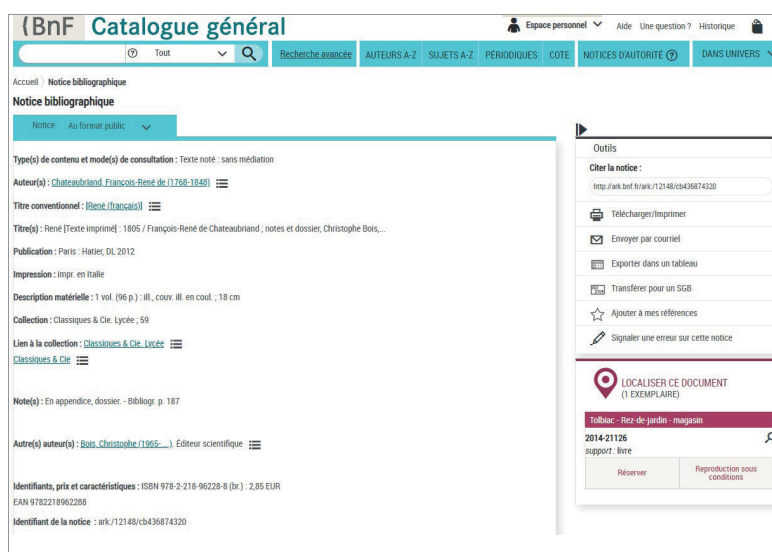 {BnF Catalogue général
Espace personnel Aide Une question ? Historique
Tout Recherche avancée AUTEURS A-Z SUJETS A-Z PÉRIODIQUES COTE NOTICES D'AUTORITÉ DANS UNIVERS
Accueil Notice bibliographique
Notice bibliographique
Notice Au format public
Type(s) de contenu et mode(s) de consultation : Texte noté : sans médiation
Auteur(s) : Chateaubriand, François-René de (1768-1848)
Titre conventionnel : [René (français)]
Titre(s) : René [Texte imprimé] : 1805 / François-René de Chateaubriand ; notes et dossier, Christophe Bois,...
Publication : Paris : Hatier, DL 2012
Impression : impr. en Italie
Description matérielle : 1 vol. (96 p.) : ill., couv. ill. en coul. ; 18 cm
Collection : Classiques & Cie. Lycée ; 59
Lien à la collection : Classiques & Cie, Lycée
Classiques & Cie
Note(s) : En appendice, dossier. - Bibliogr. p. 187
Autre(s) auteur(s) : Bois, Christophe (1965-....). Éditeur scientifique
Identifiants, prix et caractéristiques : ISBN 978-2-218-96228-8 (br.) : 2,85 EUR
EAN 9782218962288
Identifiant de la notice : ark:/12148/cb436874320
Outils
Citer la notice :
http://ark.bnf.fr/ark:/12148/cb436874320
Télécharger/Imprimer
Envoyer par courriel
Exporter dans un tableau
Transférer pour un SGB
Ajouter à mes références
Signaler une erreur sur cette notice
LOCALISER CE DOCUMENT
(1 EXEMPLAIRE)
Tolbiac - Rez-de-jardin - magasin
2014-21126
support : livre
Réserver
Reproduction sous
conditions